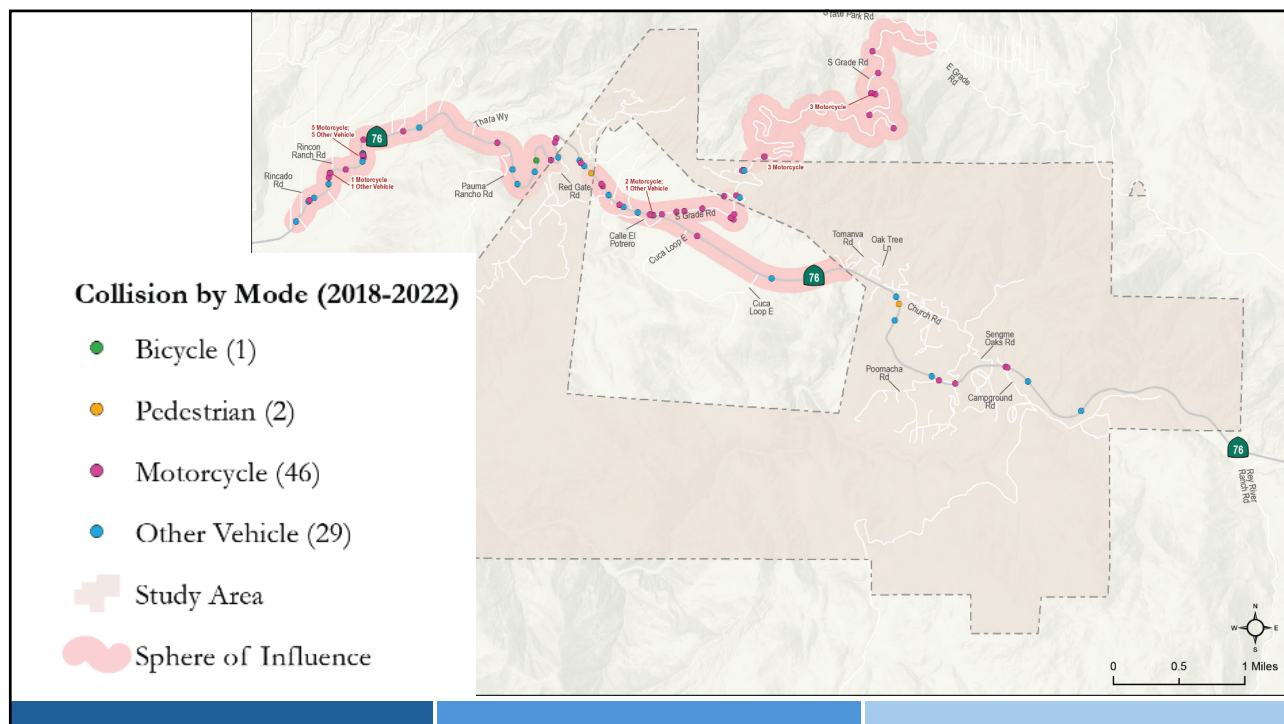 State Park Rd
S Grade Rd
E Grade
Rd
3 Motorcycle
Thafa Wy
76
5 Motorcycle;
5 Other Vehicle
Rincon
Ranch Rd
1 Motorcycle
1 Other Vehicle
Rincado Rd
Pauma
Rancho Rd
Red Gate
Rd
3 Motorcycle
2 Motorcycle;
1 Other Vehicle
S Grade Rd
Calle El
Potrero
Cuca Loop E
76
Cuca
Loop E
Tomanva
Rd
Oak Tree
Ln
Church Rd
Sengme
Oaks Rd
Poomacha
Rd
Campground
Rd
76
Rey River
Ranch Rd
Collision by Mode (2018-2022)
Bicycle (1)
Pedestrian (2)
Motorcycle (46)
Other Vehicle (29)
Study Area
Sphere of Influence
N
W E
S
0 0.5 1 Miles